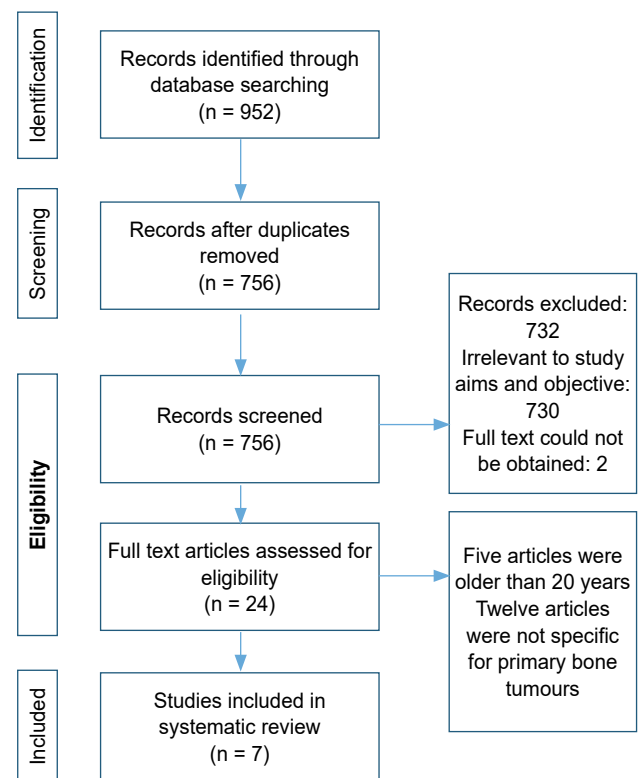 Identification
Records identified through
database searching
(n = 952)
Screening
Records after duplicates
removed
(n = 756)
Eligibility
Records screened
(n = 756)
Records excluded:
732
Irrelevant to study
aims and objective:
730
Full text could not
be obtained: 2
Full text articles assessed for
eligibility
(n = 24)
Five articles were
older than 20 years
Twelve articles
were not specific
for primary bone
tumours
Included
Studies included in
systematic review
(n = 7)